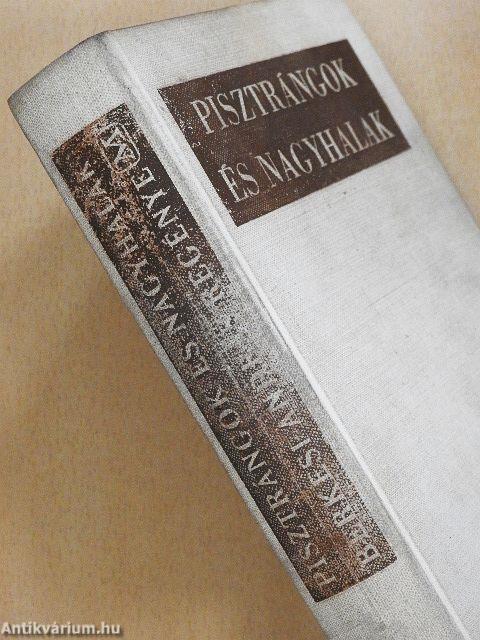 PISZTRÁNGOK
ÉS NAGYHALAK
PISZTRÁNGOK ÉS NAGYHALAK
BERKESI ANDRÁS REGÉNYE
Antikvárium.hu